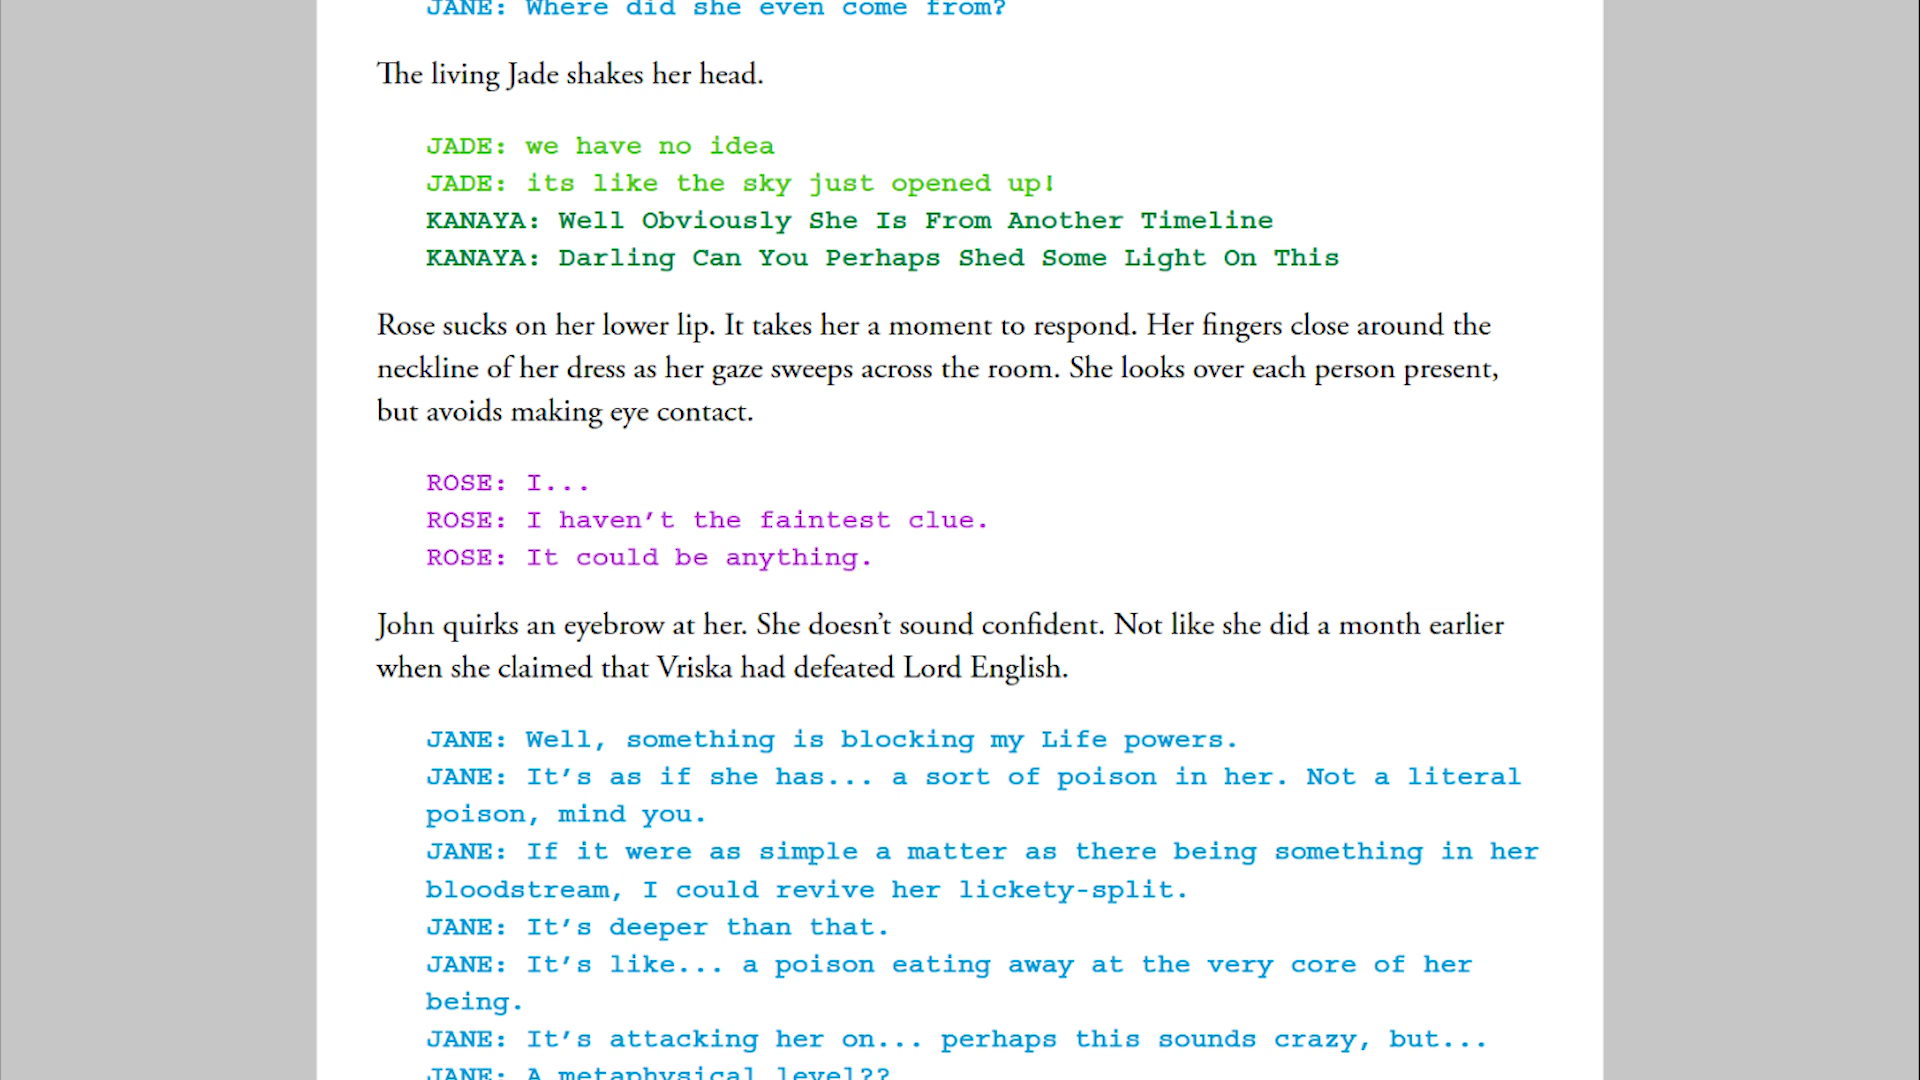 JANE: Where did she even come from?
The living Jade shakes her head.
JADE: we have no idea
JADE: its like the sky just opened up!
KANAYA: Well Obviously She Is From Another Timeline
KANAYA: Darling Can You Perhaps Shed Some Light On This
Rose sucks on her lower lip. It takes her a moment to respond. Her fingers close around the
neckline of her dress as her gaze sweeps across the room. She looks over each person present,
but avoids making eye contact.
ROSE: I...
ROSE: I haven’t the faintest clue.
ROSE: It could be anything.
John quirks an eyebrow at her. She doesn’t sound confident. Not like she did a month earlier
when she claimed that Vriska had defeated Lord English.
JANE: Well, something is blocking my Life powers.
JANE: It’s as if she has... a sort of poison in her. Not a literal
poison, mind you.
JANE: If it were as simple a matter as there being something in her
bloodstream, I could revive her lickety-split.
JANE: It’s deeper than that.
JANE: It’s like... a poison eating away at the very core of her
being.
JANE: It’s attacking her on... perhaps this sounds crazy, but...
JANE: A metaphysical level??